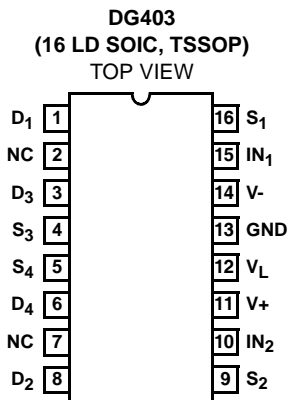 DG403
(16 LD SOIC, TSSOP)
TOP VIEW
D1 1 16 S1
NC 2 15 IN1
D3 3 14 V-
S3 4 13 GND
S4 5 12 VL
D4 6 11 V+
NC 7 10 IN2
D2 8 9 S2